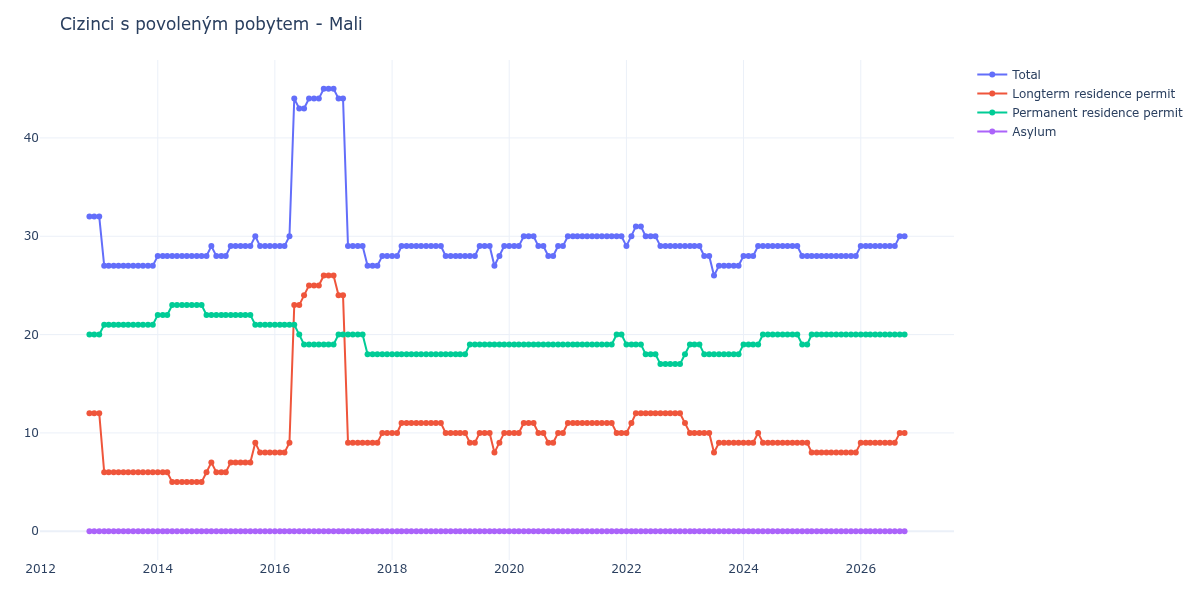 Cizinci s povoleným pobytem - Mali
Total
Longterm residence permit
Permanent residence permit
Asylum
40
30
20
10
0
2012 2014 2016 2018 2020 2022 2024 2026